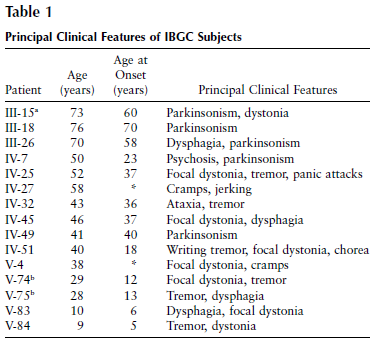 Table 1
Principal Clinical Features of IBGC Subjects
Patient Age (years) Age at Onset (years) Principal Clinical Features
III-15ᵃ 73 60 Parkinsonism, dystonia
III-18 76 70 Parkinsonism
III-26 70 58 Dysphagia, parkinsonism
IV-7 50 23 Psychosis, parkinsonism
IV-25 52 37 Focal dystonia, tremor, panic attacks
IV-27 58 * Cramps, jerking
IV-32 43 36 Ataxia, tremor
IV-45 46 37 Focal dystonia, dysphagia
IV-49 41 40 Parkinsonism
IV-51 40 18 Writing tremor, focal dystonia, chorea
V-4 38 * Focal dystonia, cramps
V-74ᵇ 29 12 Focal dystonia, tremor
V-75ᵇ 28 13 Tremor, dysphagia
V-83 10 6 Dysphagia, focal dystonia
V-84 9 5 Tremor, dystonia